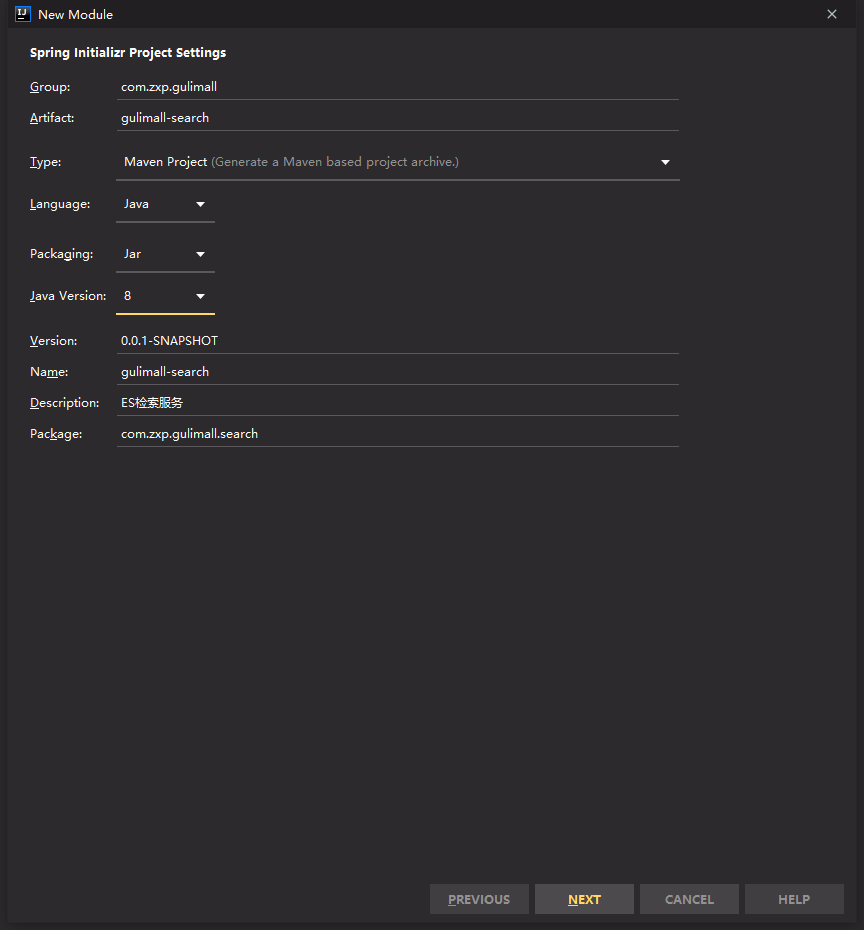 New Module
Spring Initializr Project Settings
Group: com.zxp.gulimall
Artifact: gulimall-search
Type: Maven Project (Generate a Maven based project archive.)
Language: Java
Packaging: Jar
Java Version: 8
Version: 0.0.1-SNAPSHOT
Name: gulimall-search
Description: ES检索服务
Package: com.zxp.gulimall.search
PREVIOUS NEXT CANCEL HELP